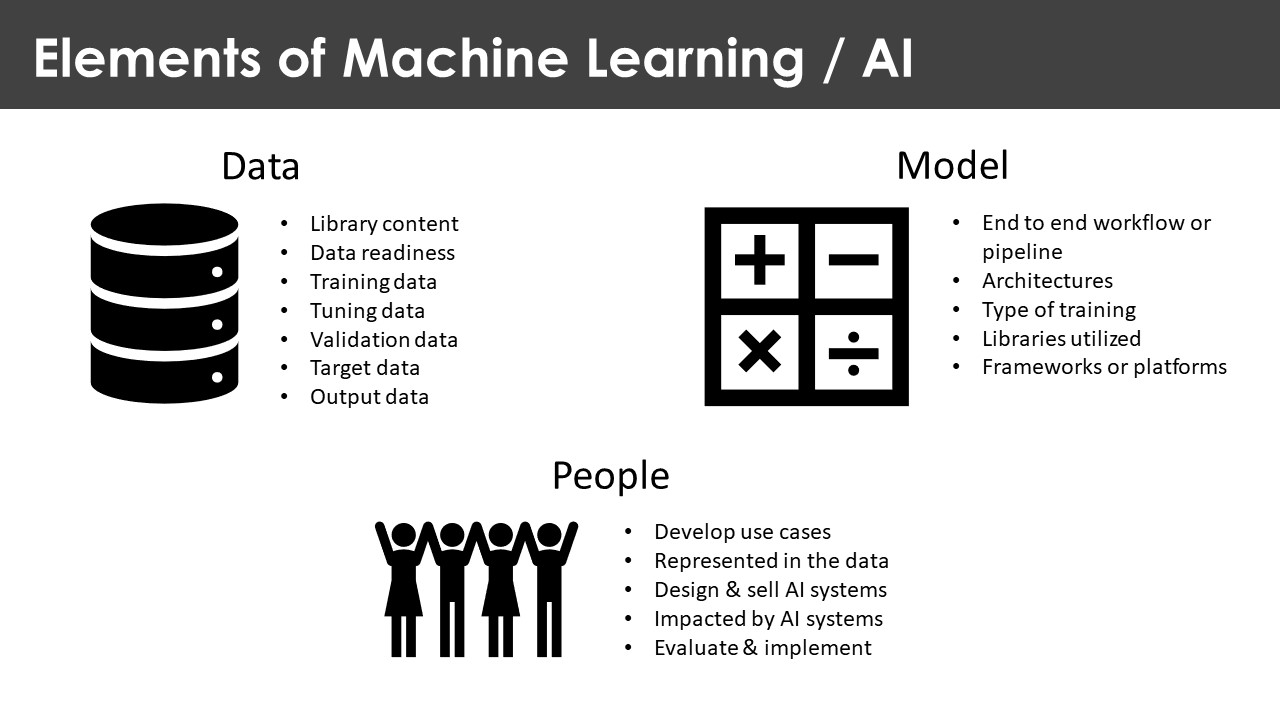 Elements of Machine Learning / AI
Data
• Library content
• Data readiness
• Training data
• Tuning data
• Validation data
• Target data
• Output data
Model
• End to end workflow or
pipeline
• Architectures
• Type of training
• Libraries utilized
• Frameworks or platforms
People
• Develop use cases
• Represented in the data
• Design & sell AI systems
• Impacted by AI systems
• Evaluate & implement